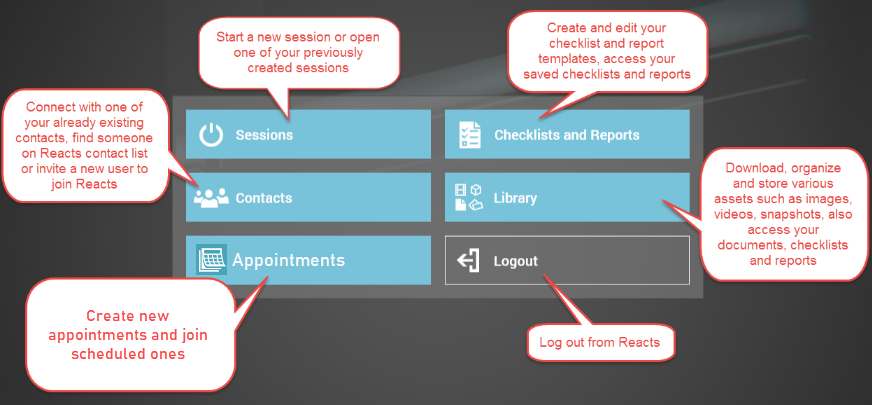 Start a new session or open
one of your previously
created sessions
Create and edit your
checklist and report
templates, access your
saved checklists and reports
Connect with one of
your already existing
contacts, find someone
on Reacts contact list
or invite a new user to
join Reacts
Sessions
Checklists and Reports
Contacts
Library
Download, organize
and store various
assets such as images,
videos, snapshots, also
access your
documents, checklists
and reports
Appointments
Logout
Create new
appointments and join
scheduled ones
Log out from Reacts